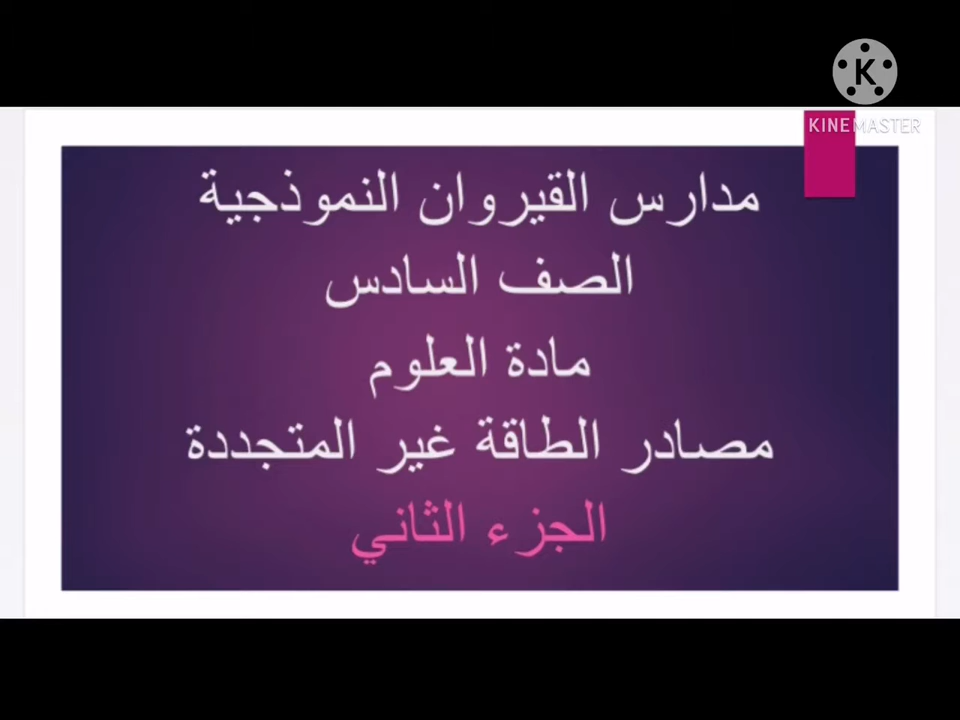 K
KINEMASTER
مدارس القيروان النموذجية
الصف السادس
مادة العلوم
مصادر الطاقة غير المتجددة
الجزء الثاني